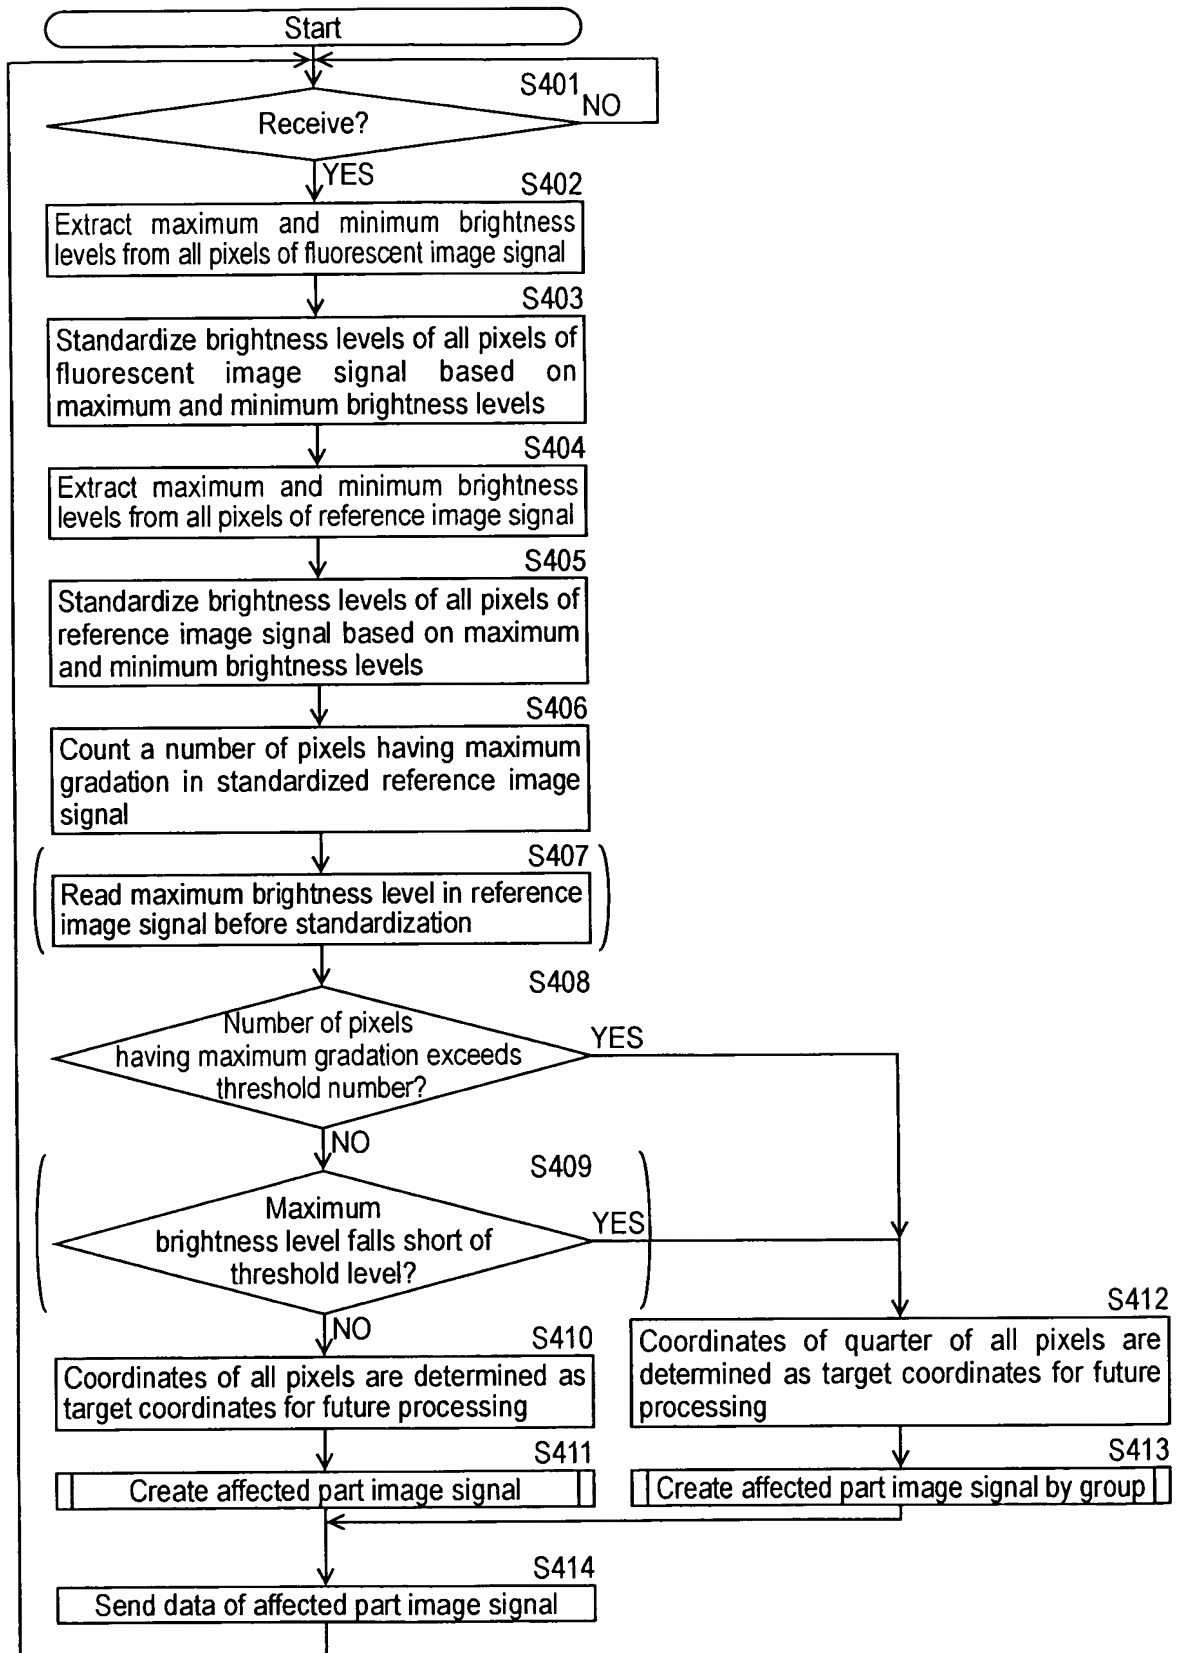 Start
S401
NO
Receive?
YES
S402
Extract maximum and minimum brightness
levels from all pixels of fluorescent image signal
S403
Standardize brightness levels of all pixels of
fluorescent image signal based on
maximum and minimum brightness levels
S404
Extract maximum and minimum brightness
levels from all pixels of reference image signal
S405
Standardize brightness levels of all pixels of
reference image signal based on maximum
and minimum brightness levels
S406
Count a number of pixels having maximum
gradation in standardized reference image
signal
S407
Read maximum brightness level in reference
image signal before standardization
S408
Number of pixels
having maximum gradation exceeds
threshold number?
YES
NO
S409
Maximum
brightness level falls short of
threshold level?
YES
NO
S410
Coordinates of all pixels are determined as
target coordinates for future processing
S411
Create affected part image signal
S412
Coordinates of quarter of all pixels are
determined as target coordinates for future
processing
S413
Create affected part image signal by group
S414
Send data of affected part image signal